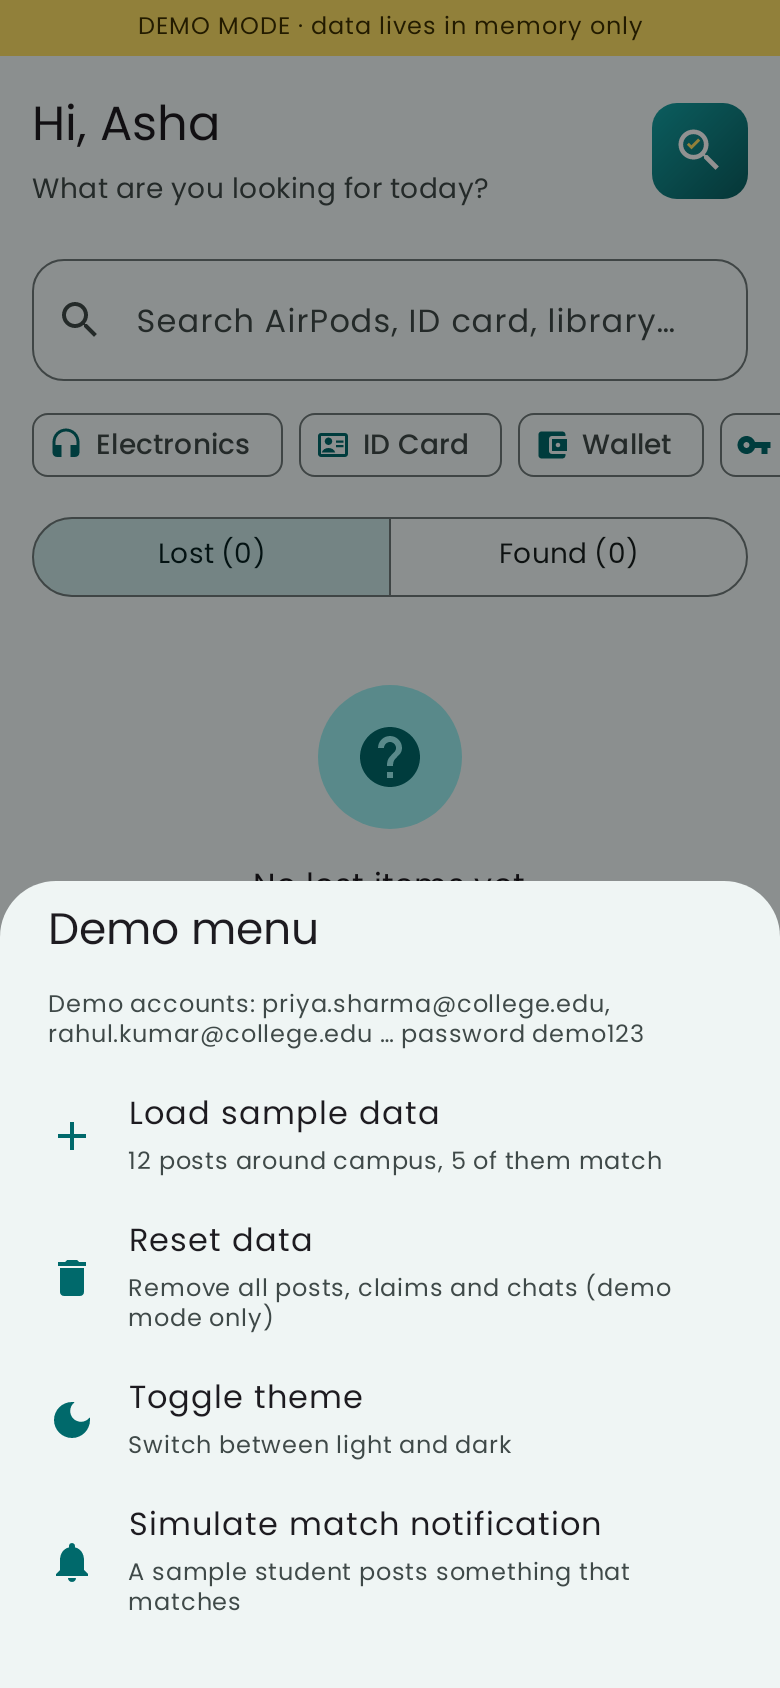 DEMO MODE · data lives in memory only
Hi, Asha
What are you looking for today?
Search AirPods, ID card, library…
Electronics
ID Card
Wallet
Lost (0)
Found (0)
No lost items yet
Demo menu
Demo accounts: priya.sharma@college.edu,
rahul.kumar@college.edu … password demo123
Load sample data
12 posts around campus, 5 of them match
Reset data
Remove all posts, claims and chats (demo
mode only)
Toggle theme
Switch between light and dark
Simulate match notification
A sample student posts something that
matches